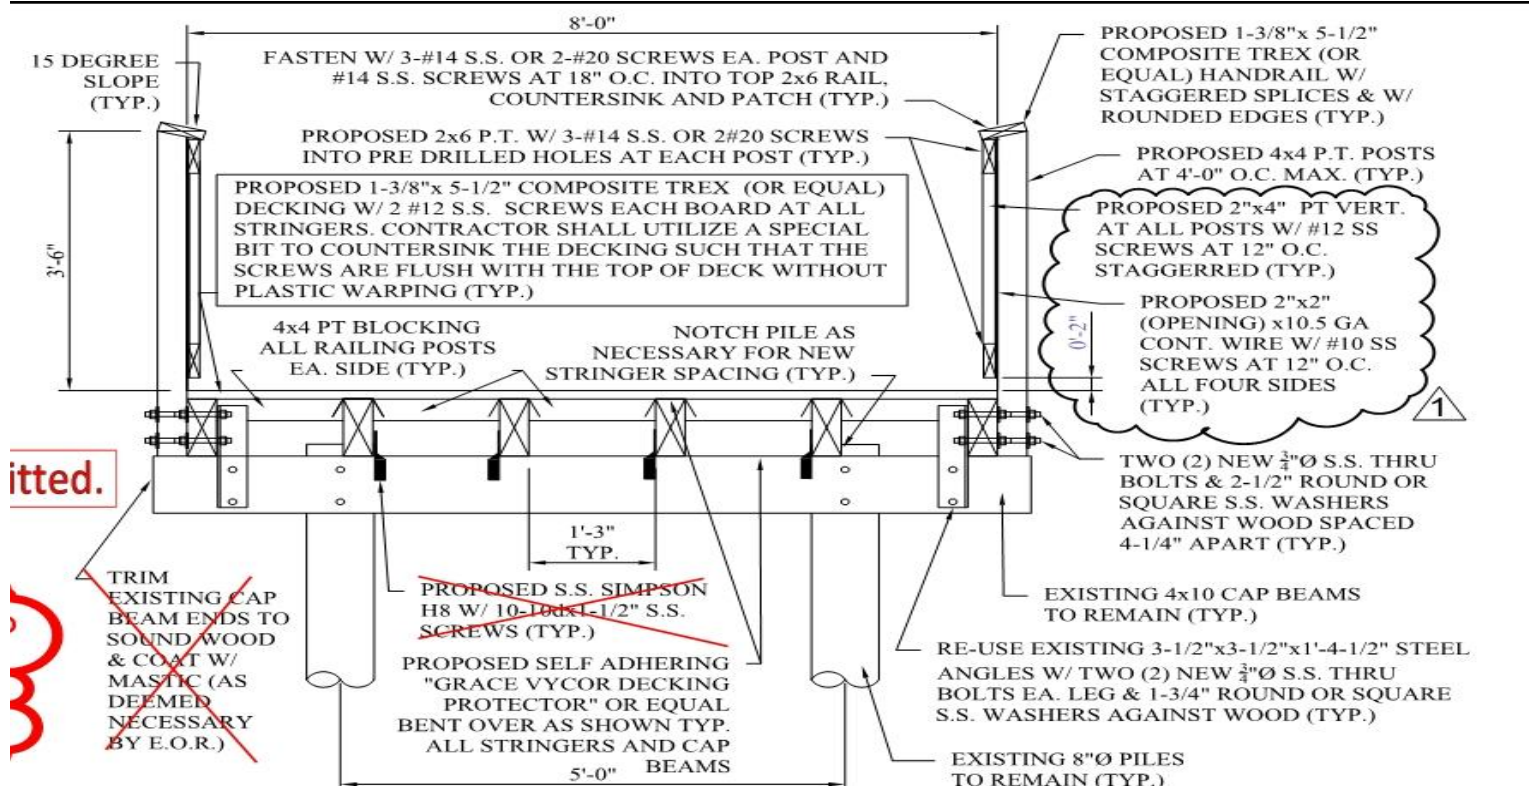 8'-0"
15 DEGREE
SLOPE
(TYP.)
FASTEN W/ 3-#14 S.S. OR 2-#20 SCREWS EA. POST AND
#14 S.S. SCREWS AT 18" O.C. INTO TOP 2x6 RAIL,
COUNTERSINK AND PATCH (TYP.)
PROPOSED 1-3/8"x 5-1/2"
COMPOSITE TREX (OR
EQUAL) HANDRAIL W/
STAGGERED SPLICES & W/
ROUNDED EDGES (TYP.)
PROPOSED 2x6 P.T. W/ 3-#14 S.S. OR 2#20 SCREWS
INTO PRE DRILLED HOLES AT EACH POST (TYP.)
PROPOSED 4x4 P.T. POSTS
AT 4'-0" O.C. MAX. (TYP.)
PROPOSED 1-3/8"x 5-1/2" COMPOSITE TREX (OR EQUAL)
DECKING W/ 2 #12 S.S. SCREWS EACH BOARD AT ALL
STRINGERS. CONTRACTOR SHALL UTILIZE A SPECIAL
BIT TO COUNTERSINK THE DECKING SUCH THAT THE
SCREWS ARE FLUSH WITH THE TOP OF DECK WITHOUT
PLASTIC WARPING (TYP.)
PROPOSED 2"x4" PT VERT.
AT ALL POSTS W/ #12 SS
SCREWS AT 12" O.C.
STAGGERRED (TYP.)
3'-6"
PROPOSED 2"x2"
(OPENING) x10.5 GA
CONT. WIRE W/ #10 SS
SCREWS AT 12" O.C.
ALL FOUR SIDES
(TYP.)
0'-2"
1
4x4 PT BLOCKING
ALL RAILING POSTS
EA. SIDE (TYP.)
NOTCH PILE AS
NECESSARY FOR NEW
STRINGER SPACING (TYP.)
itted.
TWO (2) NEW 3/4"Ø S.S. THRU
BOLTS & 2-1/2" ROUND OR
SQUARE S.S. WASHERS
AGAINST WOOD SPACED
4-1/4" APART (TYP.)
1'-3"
TYP.
TRIM
EXISTING CAP
BEAM ENDS TO
SOUND WOOD
& COAT W/
MASTIC (AS
DEEMED
NECESSARY
BY E.O.R.)
PROPOSED S.S. SIMPSON
H8 W/ 10-10dx1-1/2" S.S.
SCREWS (TYP.)
EXISTING 4x10 CAP BEAMS
TO REMAIN (TYP.)
PROPOSED SELF ADHERING
"GRACE VYCOR DECKING
PROTECTOR" OR EQUAL
BENT OVER AS SHOWN TYP.
ALL STRINGERS AND CAP
BEAMS
RE-USE EXISTING 3-1/2"x3-1/2"x1'-4-1/2" STEEL
ANGLES W/ TWO (2) NEW 3/4"Ø S.S. THRU
BOLTS EA. LEG & 1-3/4" ROUND OR SQUARE
S.S. WASHERS AGAINST WOOD (TYP.)
5'-0"
EXISTING 8"Ø PILES
TO REMAIN (TYP.)